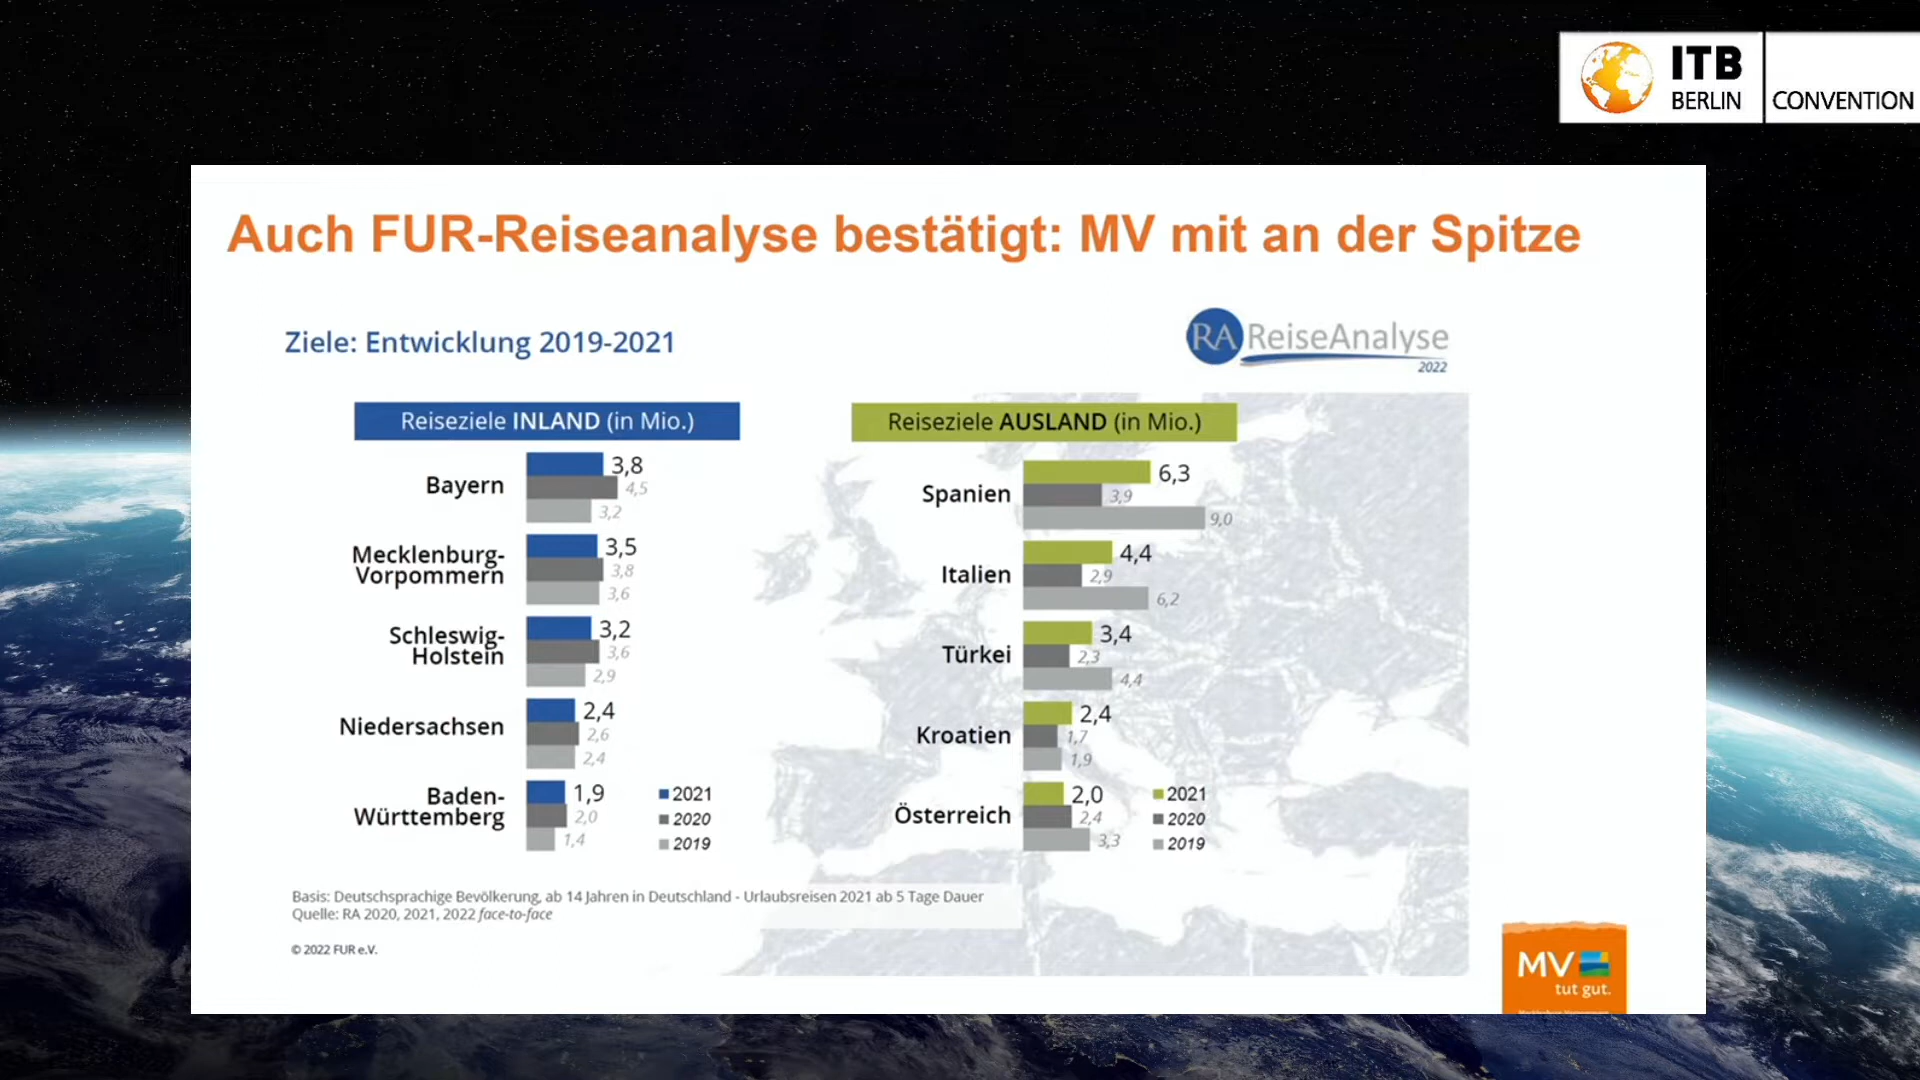 ITB
BERLIN
CONVENTION
Auch FUR-Reiseanalyse bestätigt: MV mit an der Spitze
Ziele: Entwicklung 2019-2021
RA ReiseAnalyse
2022
Reiseziele INLAND (in Mio.)
Bayern
3,8
4,5
3,2
Mecklenburg-
Vorpommern
3,5
3,8
3,6
Schleswig-
Holstein
3,2
3,6
2,9
Niedersachsen
2,4
2,6
2,4
Baden-
Württemberg
1,9
2,0
1,4
2021
2020
2019
Reiseziele AUSLAND (in Mio.)
Spanien
6,3
3,9
9,0
Italien
4,4
2,9
6,2
Türkei
3,4
2,3
4,4
Kroatien
2,4
1,7
1,9
Österreich
2,0
2,4
3,3
2021
2020
2019
Basis: Deutschsprachige Bevölkerung, ab 14 Jahren in Deutschland - Urlaubsreisen 2021 ab 5 Tage Dauer
Quelle: RA 2020, 2021, 2022 face-to-face
© 2022 FUR e.V.
MV
tut gut.